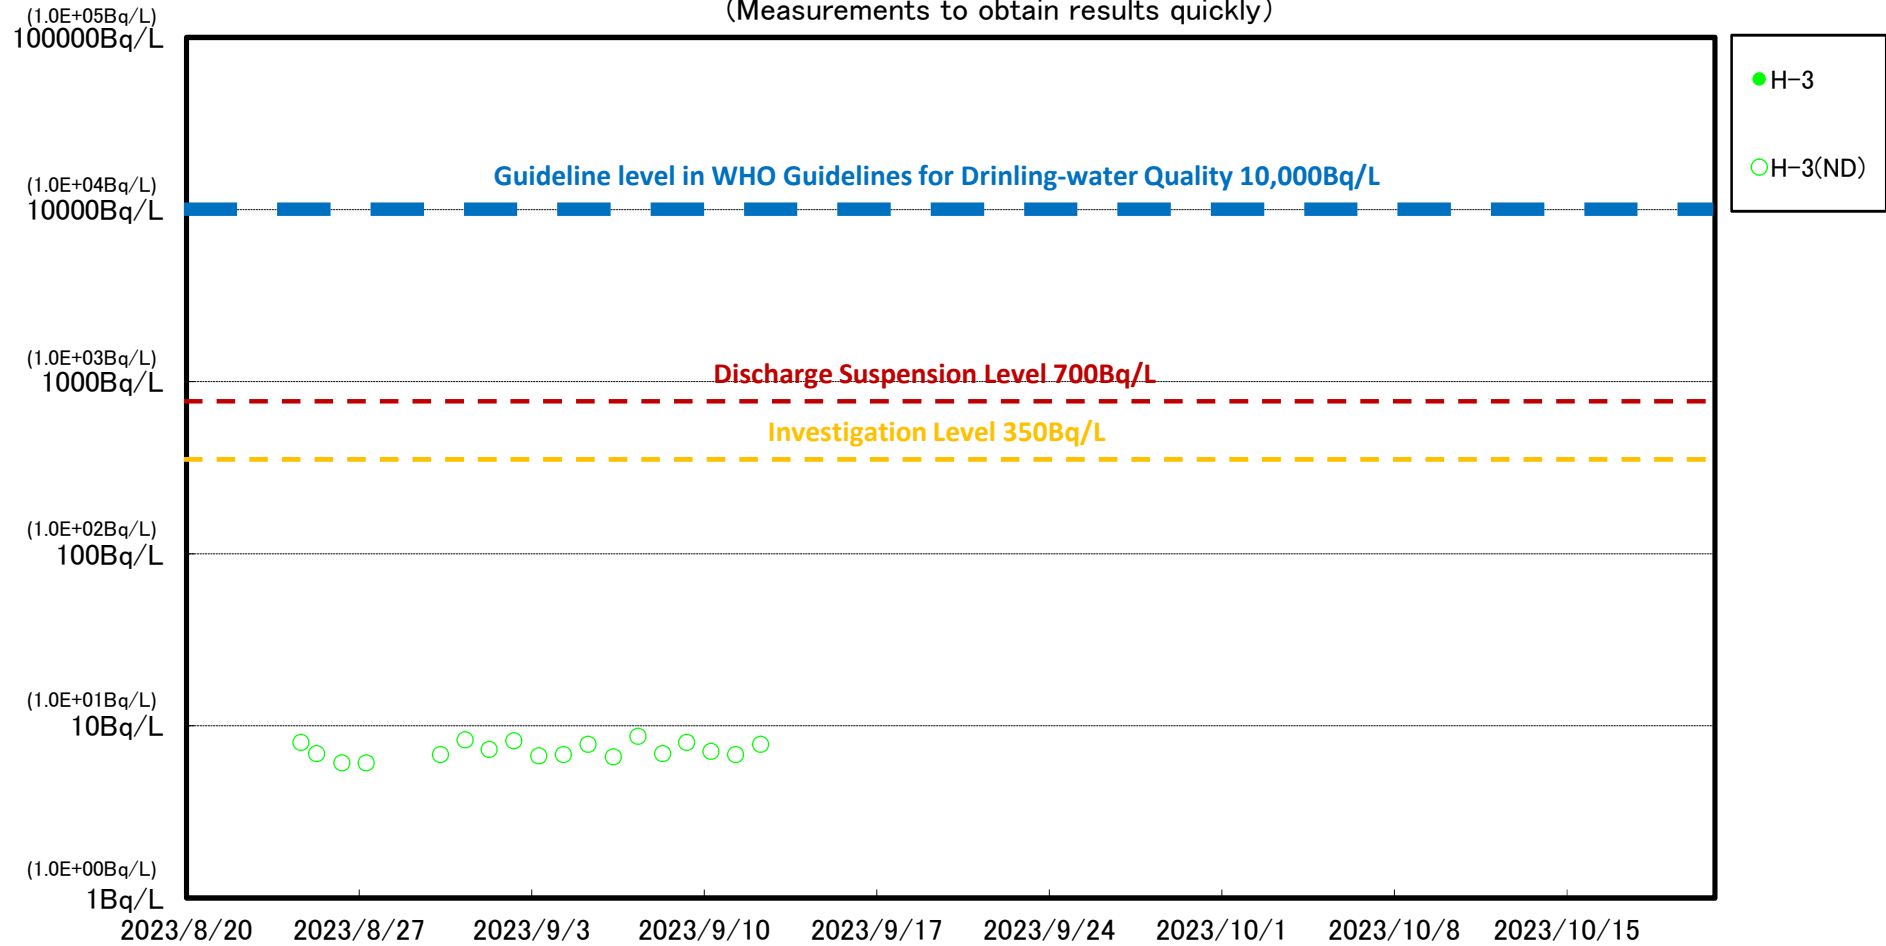 (Measurements to obtain results quickly)
(1.0E+05Bq/L)
100000Bq/L
H-3
H-3(ND)
Guideline level in WHO Guidelines for Drinling-water Quality 10,000Bq/L
(1.0E+04Bq/L)
10000Bq/L
(1.0E+03Bq/L)
1000Bq/L
Discharge Suspension Level 700Bq/L
Investigation Level 350Bq/L
(1.0E+02Bq/L)
100Bq/L
(1.0E+01Bq/L)
10Bq/L
(1.0E+00Bq/L)
1Bq/L
2023/8/20 2023/8/27 2023/9/3 2023/9/10 2023/9/17 2023/9/24 2023/10/1 2023/10/8 2023/10/15